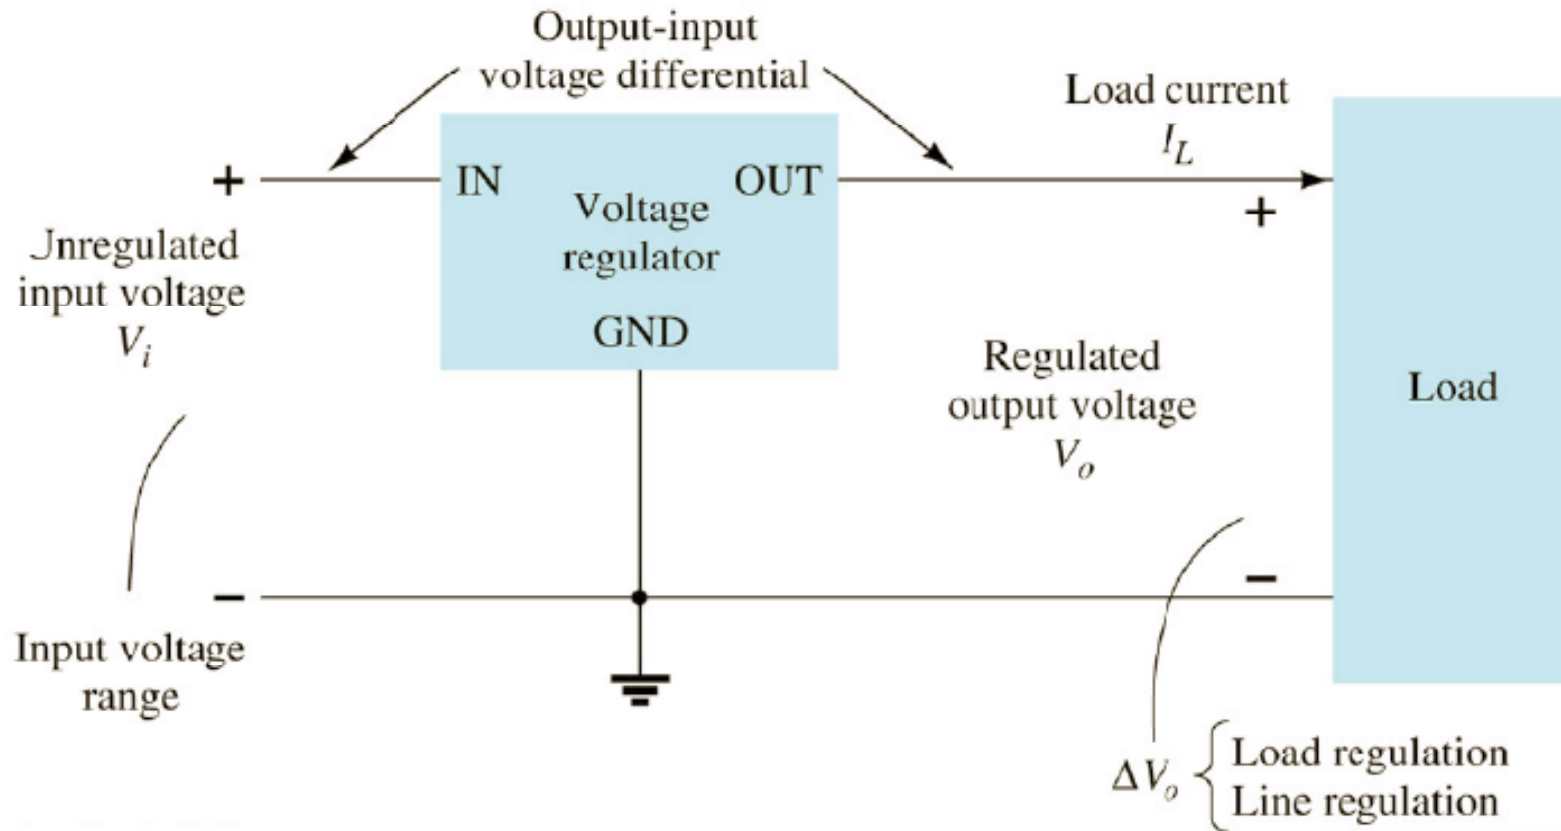 Output-input
voltage differential
Load current
I_L
+
IN
OUT
Voltage
regulator
GND
+
Unregulated
input voltage
V_i
Regulated
output voltage
V_o
Load
−
−
Input voltage
range
ΔV_o { Load regulation
Line regulation